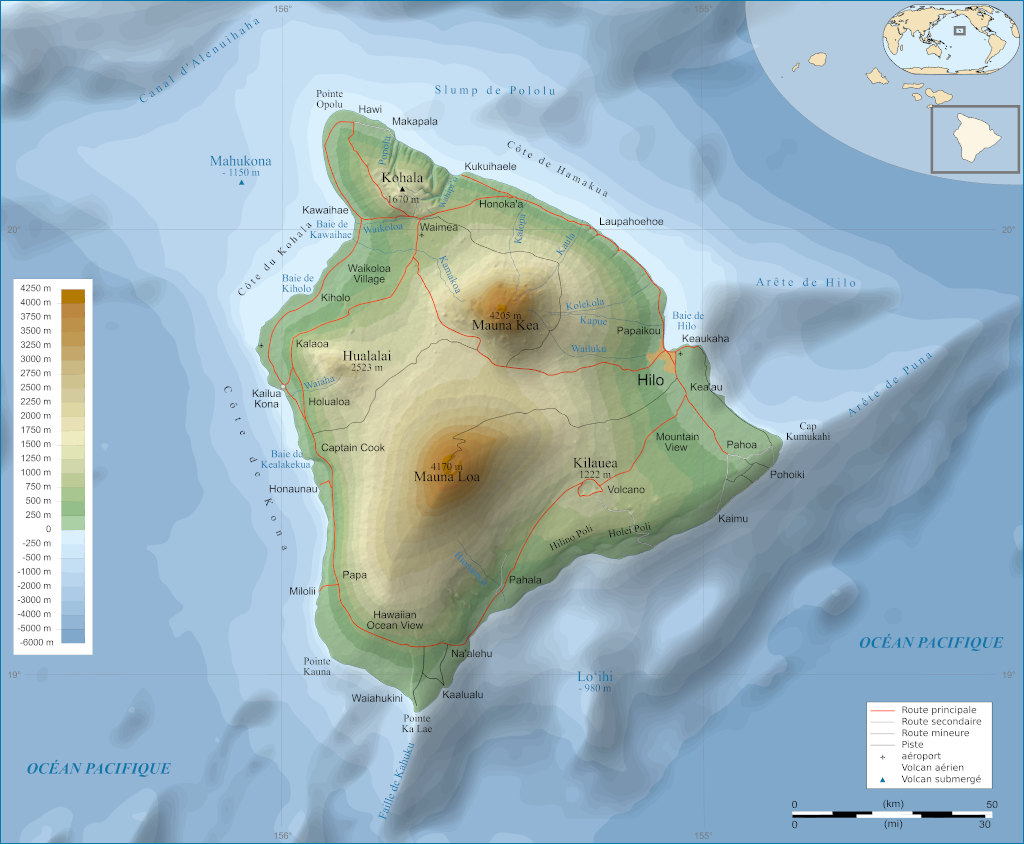 156°
155°
Canal d'Alenuihaha
Slump de Pololu
Pointe
Opolu
Hawi
Makapala
Mahukona
- 1150 m
Pololu
Kohala
1670 m
Kukuihaele
Côte de Hamakua
Waipi'o
Honoka'a
Kawaihae
Baie de
Kawaihae
Waikoloa
Waimea
Laupahoehoe
20°
20°
Kalopa
Kaula
Côte du Kohala
Waikoloa
Village
Kamakoa
Baie de
Kiholo
Kiholo
Arête de Hilo
Kolekole
Kapue
4205 m
Mauna Kea
Papaikou
Baie de
Hilo
Keaukaha
Wailuku
Kalaoa
Hualalai
2523 m
Hilo
Kea'au
Arête de Puna
Kailua
Kona
Waiaha
Holualoa
Côte de Kona
Captain Cook
Mountain
View
Pahoa
Cap
Kumukahi
Baie de
Kealakekua
4170 m
Mauna Loa
Kilauea
1222 m
Volcano
Pohoiki
Honaunau
Kaimu
Hilina Poli
Holei Poli
Papa
Milolii
Pahala
Hawaiian
Ocean View
Na'alehu
Pointe
Kauna
Waiahukini
Kaalualu
Pointe
Ka Lae
Lo'ihi
- 980 m
19°
19°
OCÉAN PACIFIQUE
OCÉAN PACIFIQUE
Faille de Kahuku
4250 m
4000 m
3750 m
3500 m
3250 m
3000 m
2750 m
2500 m
2250 m
2000 m
1750 m
1500 m
1250 m
1000 m
750 m
500 m
250 m
0
-250 m
-500 m
-1000 m
-2000 m
-3000 m
-4000 m
-5000 m
-6000 m
Route principale
Route secondaire
Route mineure
Piste
aéroport
Volcan aérien
Volcan submergé
0 (km) 50
0 (mi) 30
156°
155°